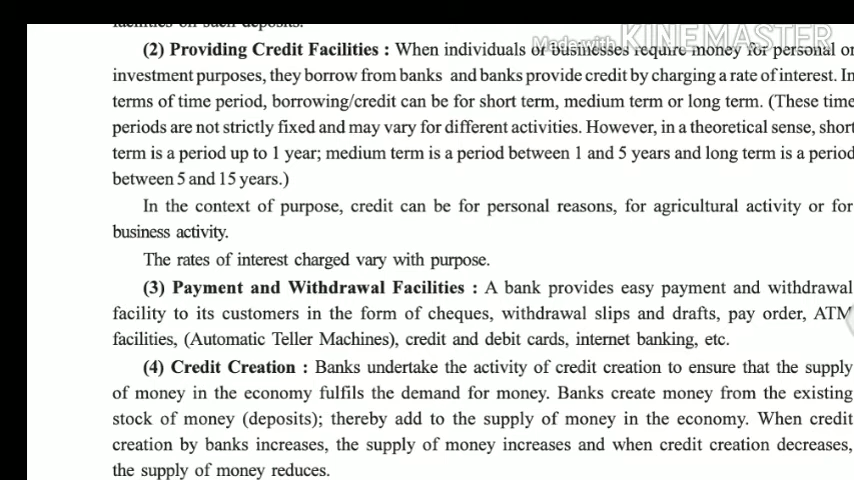 facilities on such deposits.
Made with KINEMASTER
(2) Providing Credit Facilities : When individuals or businesses require money for personal or
investment purposes, they borrow from banks and banks provide credit by charging a rate of interest. In
terms of time period, borrowing/credit can be for short term, medium term or long term. (These time
periods are not strictly fixed and may vary for different activities. However, in a theoretical sense, short
term is a period up to 1 year; medium term is a period between 1 and 5 years and long term is a period
between 5 and 15 years.)
In the context of purpose, credit can be for personal reasons, for agricultural activity or for
business activity.
The rates of interest charged vary with purpose.
(3) Payment and Withdrawal Facilities : A bank provides easy payment and withdrawal
facility to its customers in the form of cheques, withdrawal slips and drafts, pay order, ATM
facilities, (Automatic Teller Machines), credit and debit cards, internet banking, etc.
(4) Credit Creation : Banks undertake the activity of credit creation to ensure that the supply
of money in the economy fulfils the demand for money. Banks create money from the existing
stock of money (deposits); thereby add to the supply of money in the economy. When credit
creation by banks increases, the supply of money increases and when credit creation decreases,
the supply of money reduces.